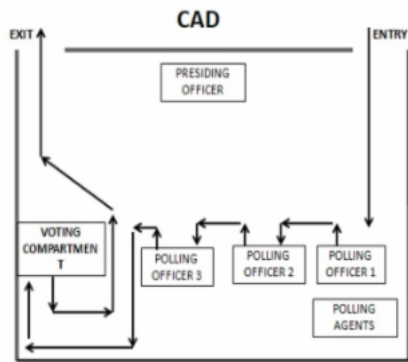 CAD
EXIT
ENTRY
PRESIDING
OFFICER
VOTING
COMPARTMEN
T
POLLING
OFFICER 3
POLLING
OFFICER 2
POLLING
OFFICER 1
POLLING
AGENTS